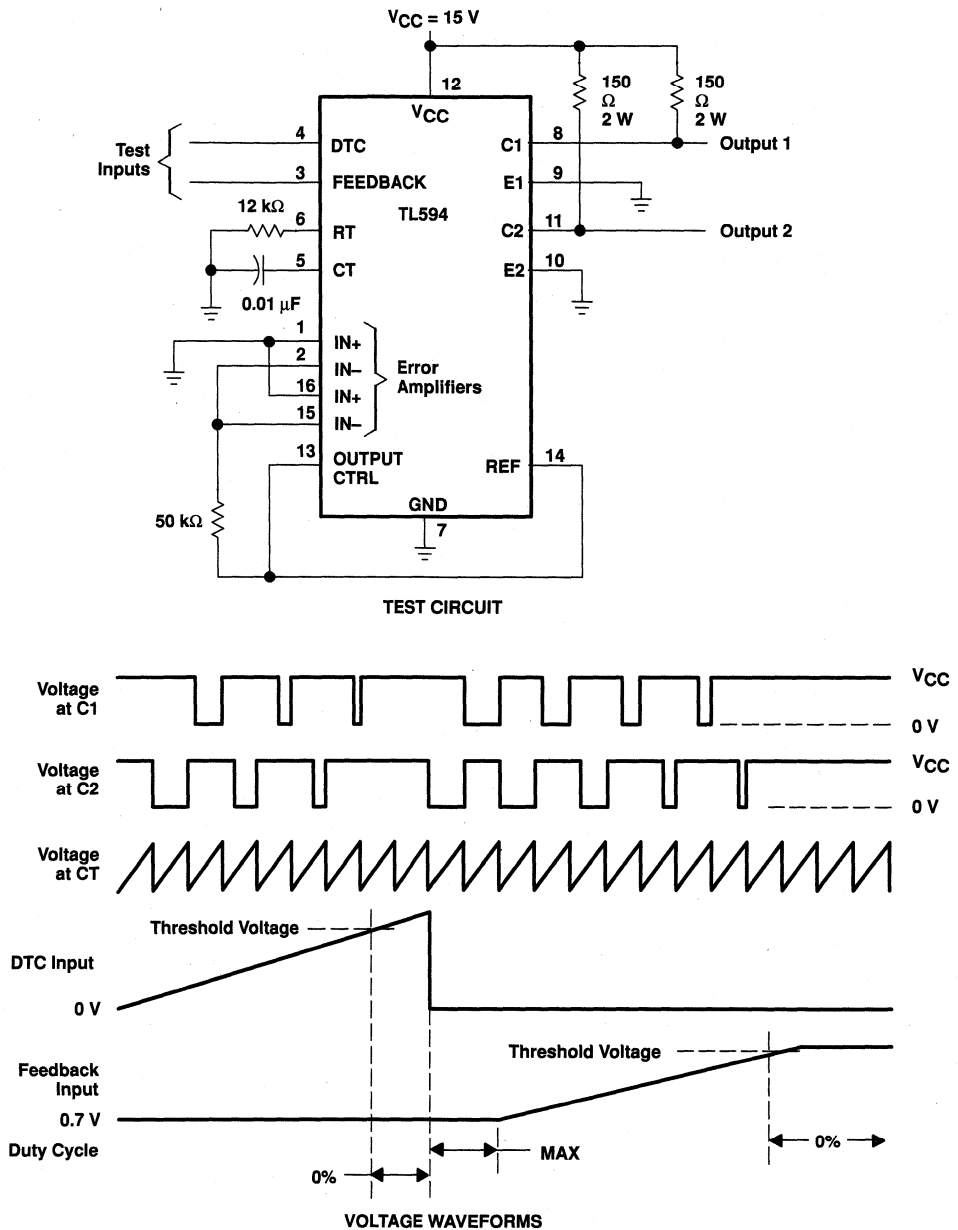 VCC = 15 V
12
VCC
150
Ω
2 W
150
Ω
2 W
Test
Inputs
4
DTC
C1
8
Output 1
3
FEEDBACK
E1
9
12 kΩ
TL594
6
RT
C2
11
Output 2
5
CT
E2
10
0.01 μF
1
IN+
2
IN–
16
IN+
15
IN–
Error
Amplifiers
13
OUTPUT
CTRL
REF
14
50 kΩ
GND
7
TEST CIRCUIT
Voltage
at C1
VCC
0 V
Voltage
at C2
VCC
0 V
Voltage
at CT
Threshold Voltage
DTC Input
0 V
Threshold Voltage
Feedback
Input
0.7 V
Duty Cycle
0%
MAX
0%
VOLTAGE WAVEFORMS